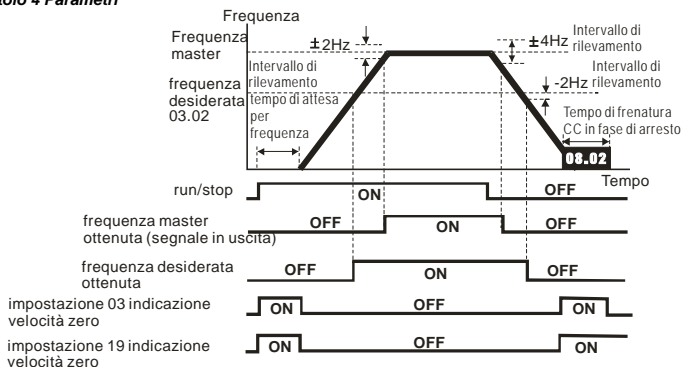 tolo 4 Parametri
Frequenza
Frequenza
master
±2Hz
±4Hz
Intervallo di
rilevamento
Intervallo di
rilevamento
tempo di attesa
per
frequenza
frequenza
desiderata
03.02
Intervallo di
rilevamento
-2Hz
Tempo di frenatura
CC in fase di arresto
08.02
Tempo
run/stop
ON
OFF
frequenza master
ottenuta (segnale in uscita)
OFF
ON
OFF
frequenza desiderata
ottenuta
OFF
ON
OFF
impostazione 03 indicazione
velocità zero
ON
OFF
ON
impostazione 19 indicazione
velocità zero
ON
OFF
ON